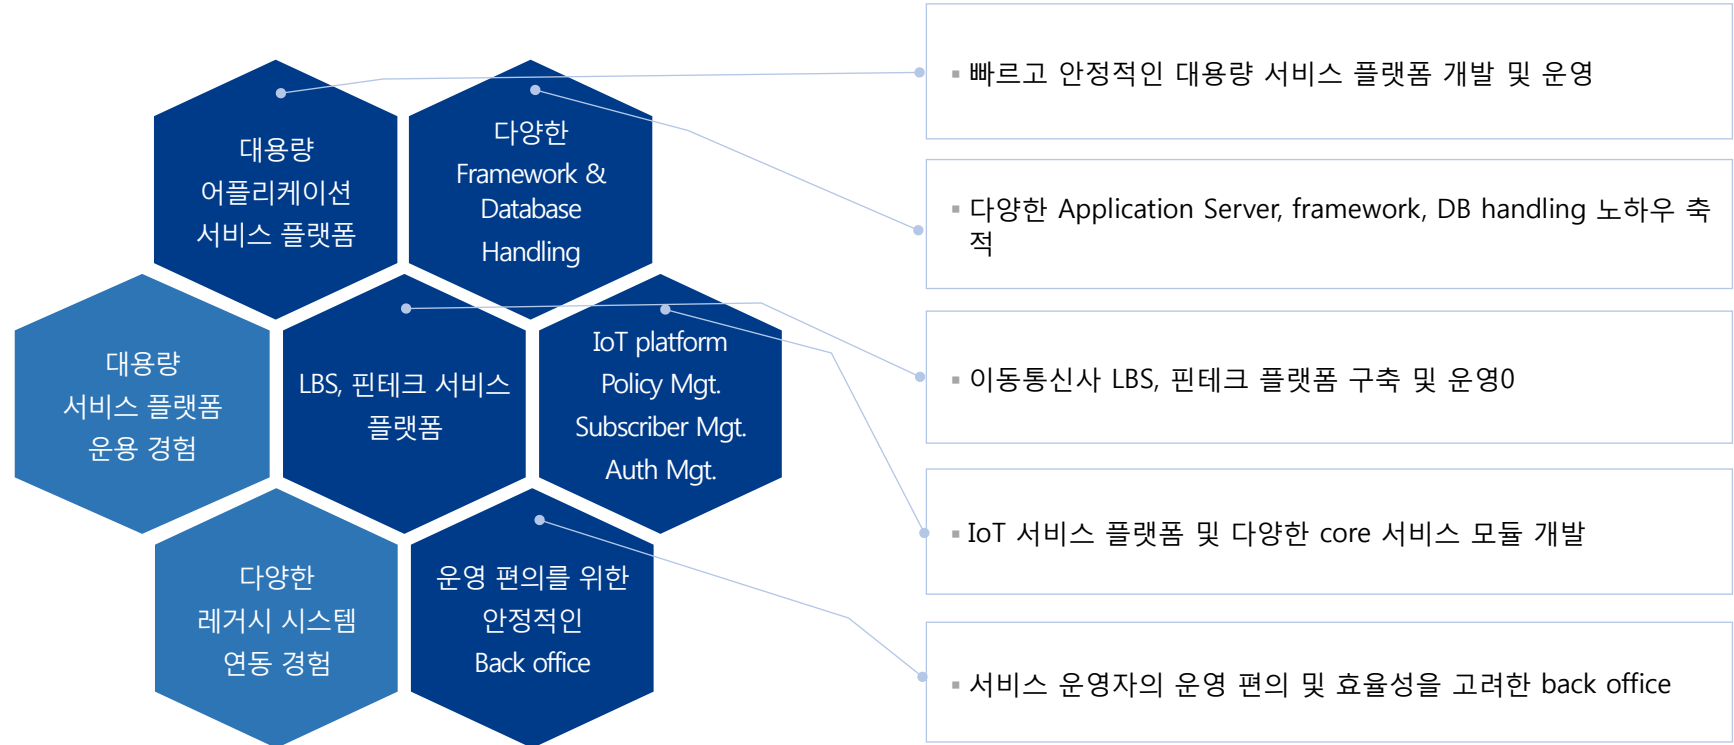 대용량
어플리케이션
서비스 플랫폼
다양한
Framework &
Database
Handling
대용량
서비스 플랫폼
운용 경험
LBS, 핀테크 서비스
플랫폼
IoT platform
Policy Mgt.
Subscriber Mgt.
Auth Mgt.
다양한
레거시 시스템
연동 경험
운영 편의를 위한
안정적인
Back office
▪ 빠르고 안정적인 대용량 서비스 플랫폼 개발 및 운영
▪ 다양한 Application Server, framework, DB handling 노하우 축
적
▪ 이동통신사 LBS, 핀테크 플랫폼 구축 및 운영0
▪ IoT 서비스 플랫폼 및 다양한 core 서비스 모듈 개발
▪ 서비스 운영자의 운영 편의 및 효율성을 고려한 back office